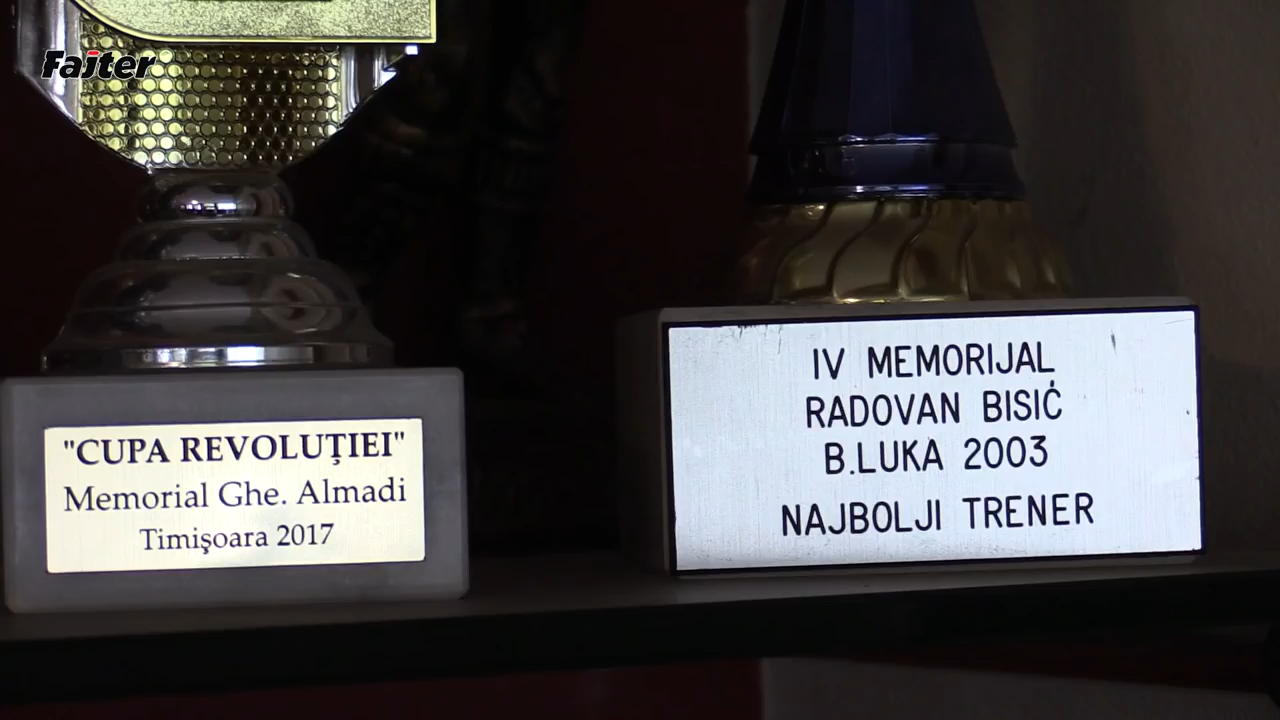 Fajter
"CUPA REVOLUŢIEI"
Memorial Ghe. Almadi
Timişoara 2017
IV MEMORIJAL
RADOVAN BISIĆ
B.LUKA 2003
NAJBOLJI TRENER